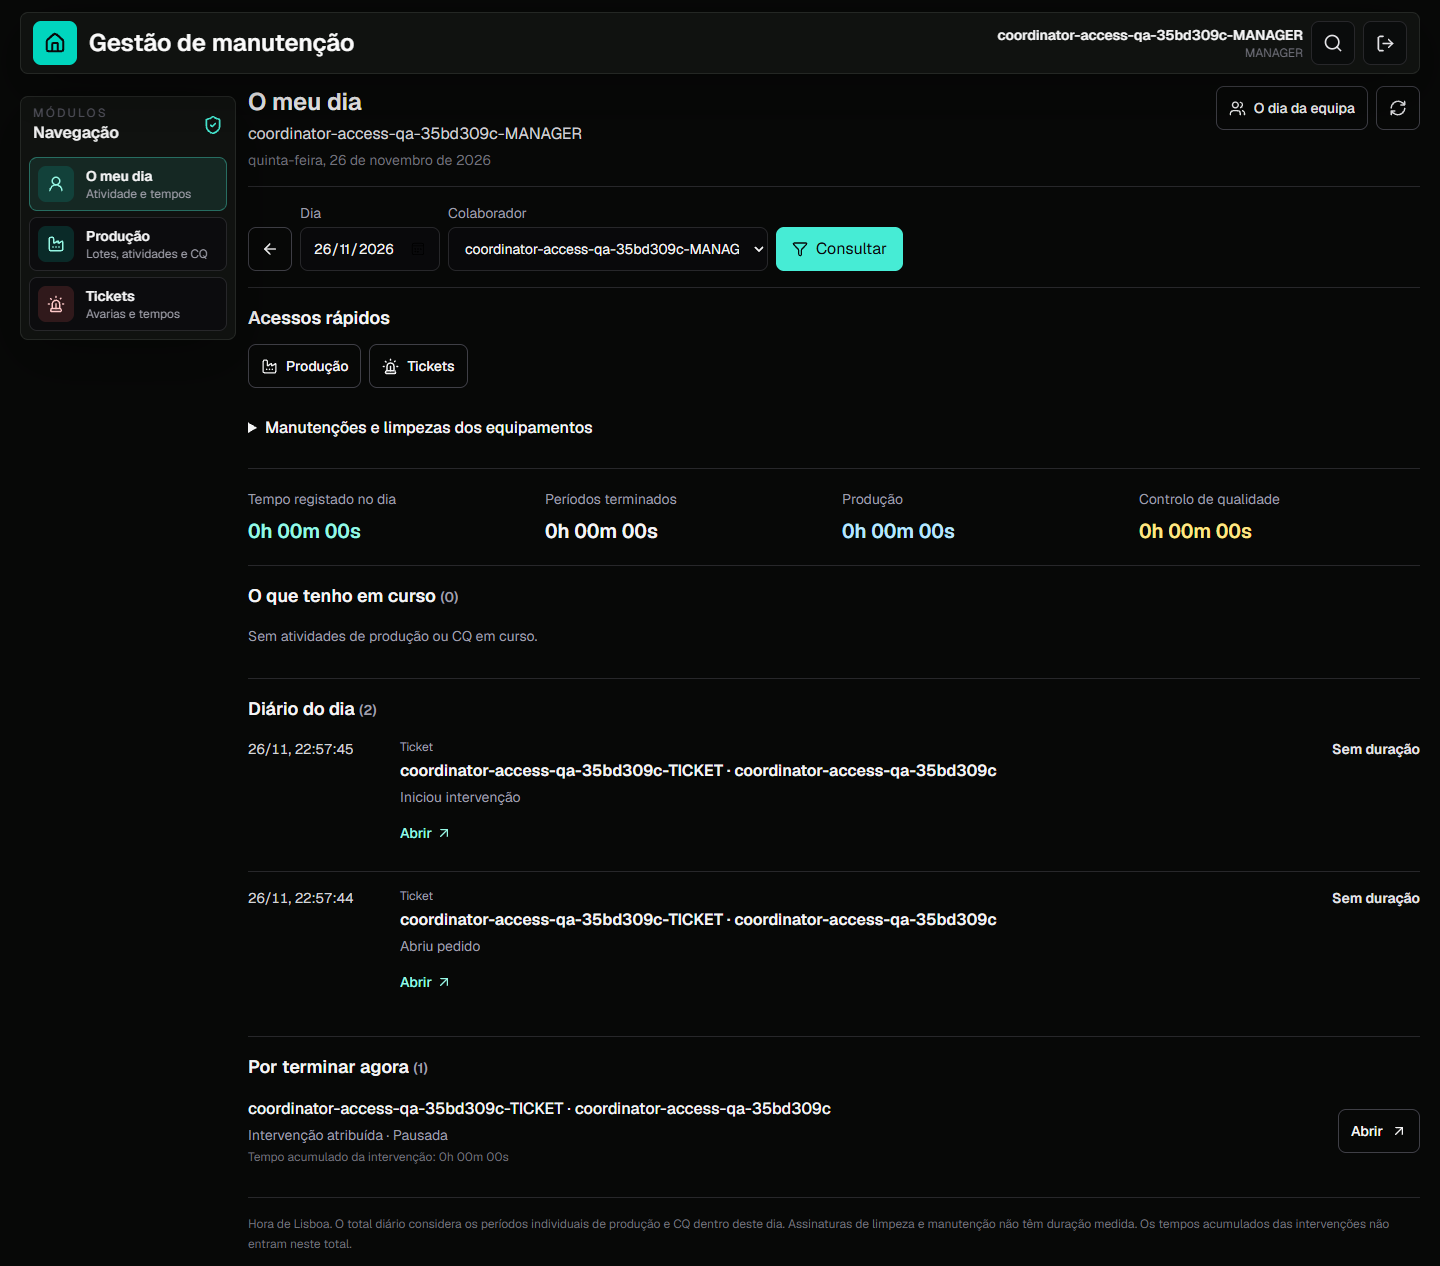 Gestão de manutenção
coordinator-access-qa-35bd309c-MANAGER
MANAGER
MÓDULOS
Navegação
O meu dia
Atividade e tempos
Produção
Lotes, atividades e CQ
Tickets
Avarias e tempos
O meu dia
coordinator-access-qa-35bd309c-MANAGER
quinta-feira, 26 de novembro de 2026
O dia da equipa
Dia
Colaborador
26/11/2026
coordinator-access-qa-35bd309c-MANAG
Consultar
Acessos rápidos
Produção
Tickets
Manutenções e limpezas dos equipamentos
Tempo registado no dia
Períodos terminados
Produção
Controlo de qualidade
0h 00m 00s
0h 00m 00s
0h 00m 00s
0h 00m 00s
O que tenho em curso (0)
Sem atividades de produção ou CQ em curso.
Diário do dia (2)
26/11, 22:57:45
Ticket
coordinator-access-qa-35bd309c-TICKET · coordinator-access-qa-35bd309c
Iniciou intervenção
Abrir
Sem duração
26/11, 22:57:44
Ticket
coordinator-access-qa-35bd309c-TICKET · coordinator-access-qa-35bd309c
Abriu pedido
Abrir
Sem duração
Por terminar agora (1)
coordinator-access-qa-35bd309c-TICKET · coordinator-access-qa-35bd309c
Intervenção atribuída · Pausada
Tempo acumulado da intervenção: 0h 00m 00s
Abrir
Hora de Lisboa. O total diário considera os períodos individuais de produção e CQ dentro deste dia. Assinaturas de limpeza e manutenção não têm duração medida. Os tempos acumulados das intervenções não
entram neste total.